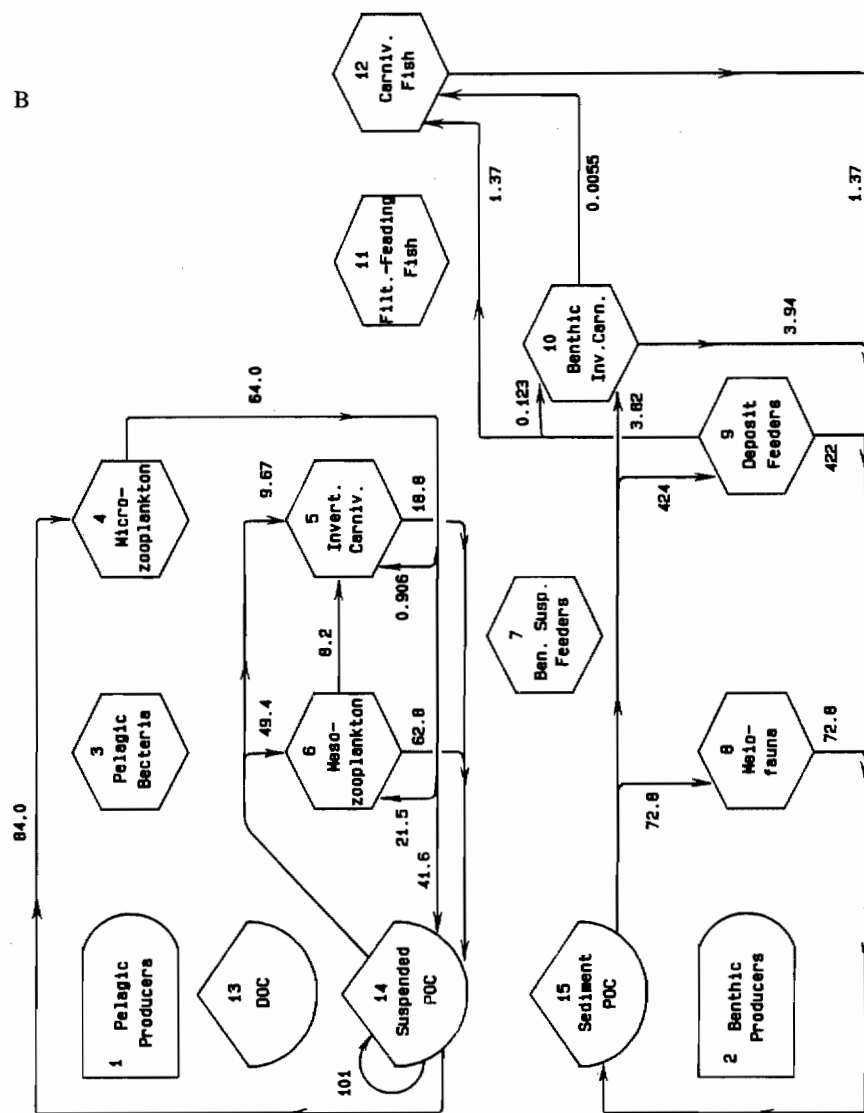 B
1
Pelagic
Producers
3
Pelagic
Becteria
4
Micro-
zooplankton
64.0
64.0
13
DOC
14
Suspended
POC
101
49.4
9.67
6
Meso-
zooplankton
8.2
5
Invert.
Carniv.
21.5
62.8
0.906
18.8
41.6
7
Ben. Susp.
Feeders
11
Filt.-Feading
Fish
12
Carniv.
Fish
1.37
0.0055
10
Benthic
Inv.Carn.
0.123
3.82
3.94
1.37
15
Sediment
POC
72.8
424
8
Meio-
fauna
9
Deposit
Feeders
72.8
422
2
Benthic
Producers